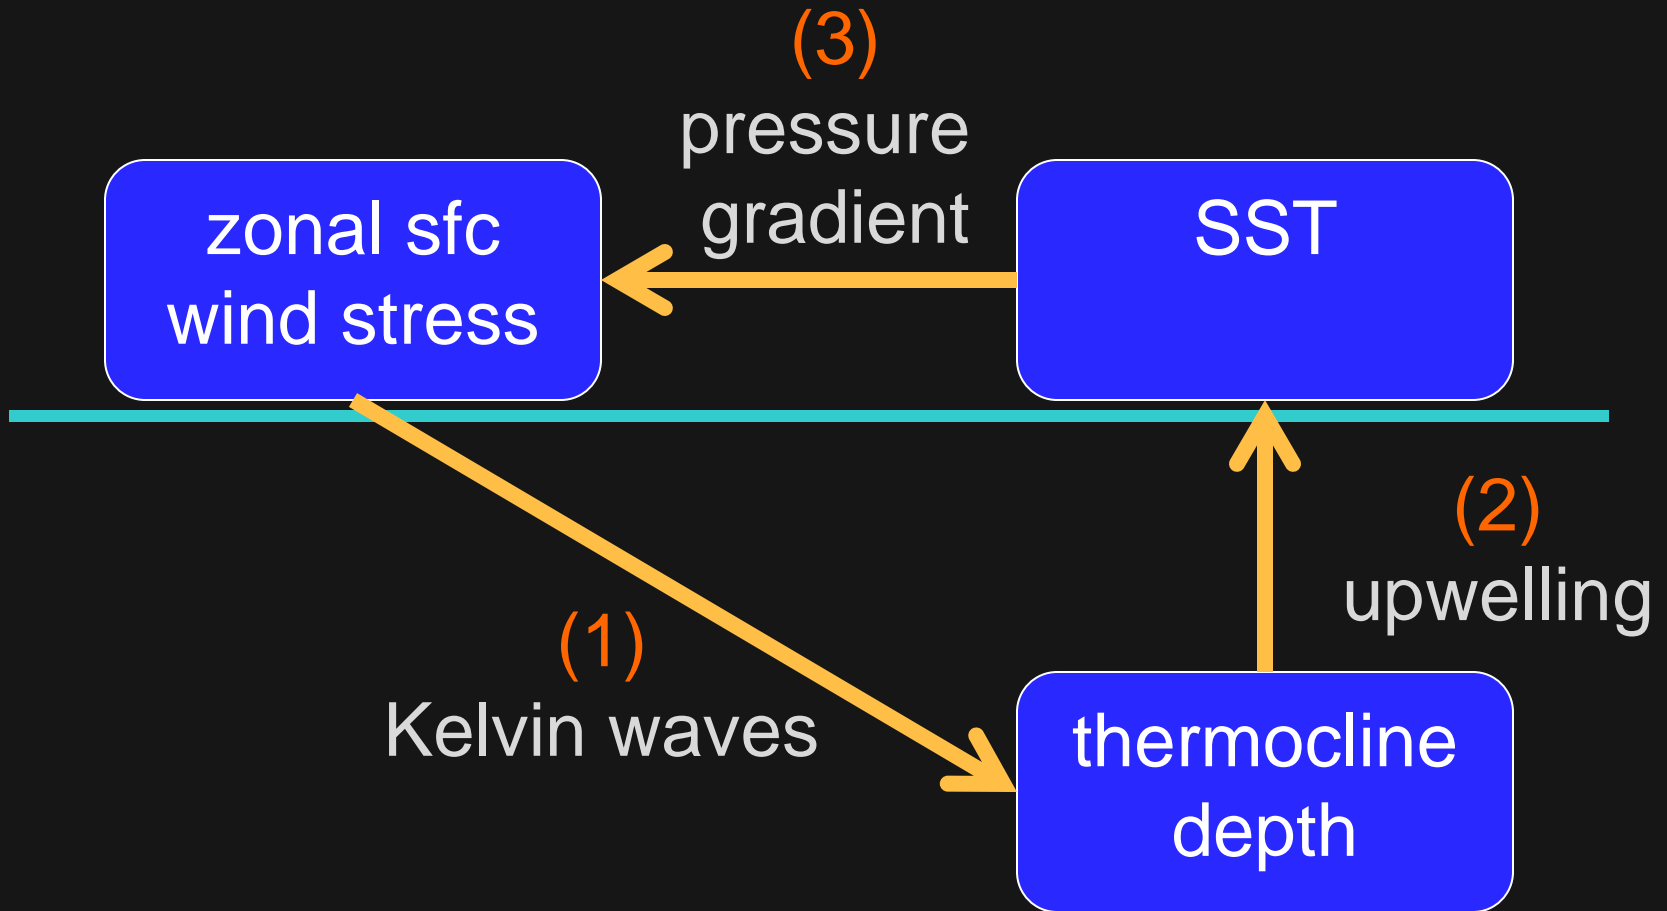 (3)
pressure
gradient
zonal sfc
wind stress
SST
(2)
upwelling
(1)
Kelvin waves
thermocline
depth